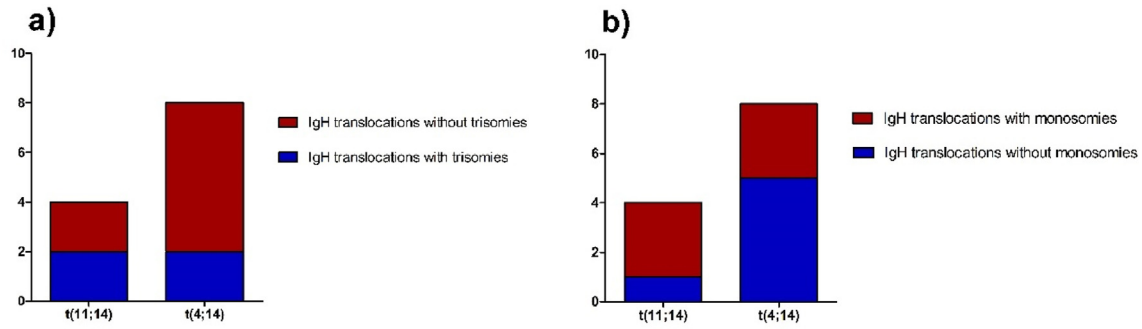 a)
10
8
6
4
2
0
t(11;14)
t(4;14)
IgH translocations without trisomies
IgH translocations with trisomies
b)
10
8
6
4
2
0
t(11;14)
t(4;14)
IgH translocations with monosomies
IgH translocations without monosomies